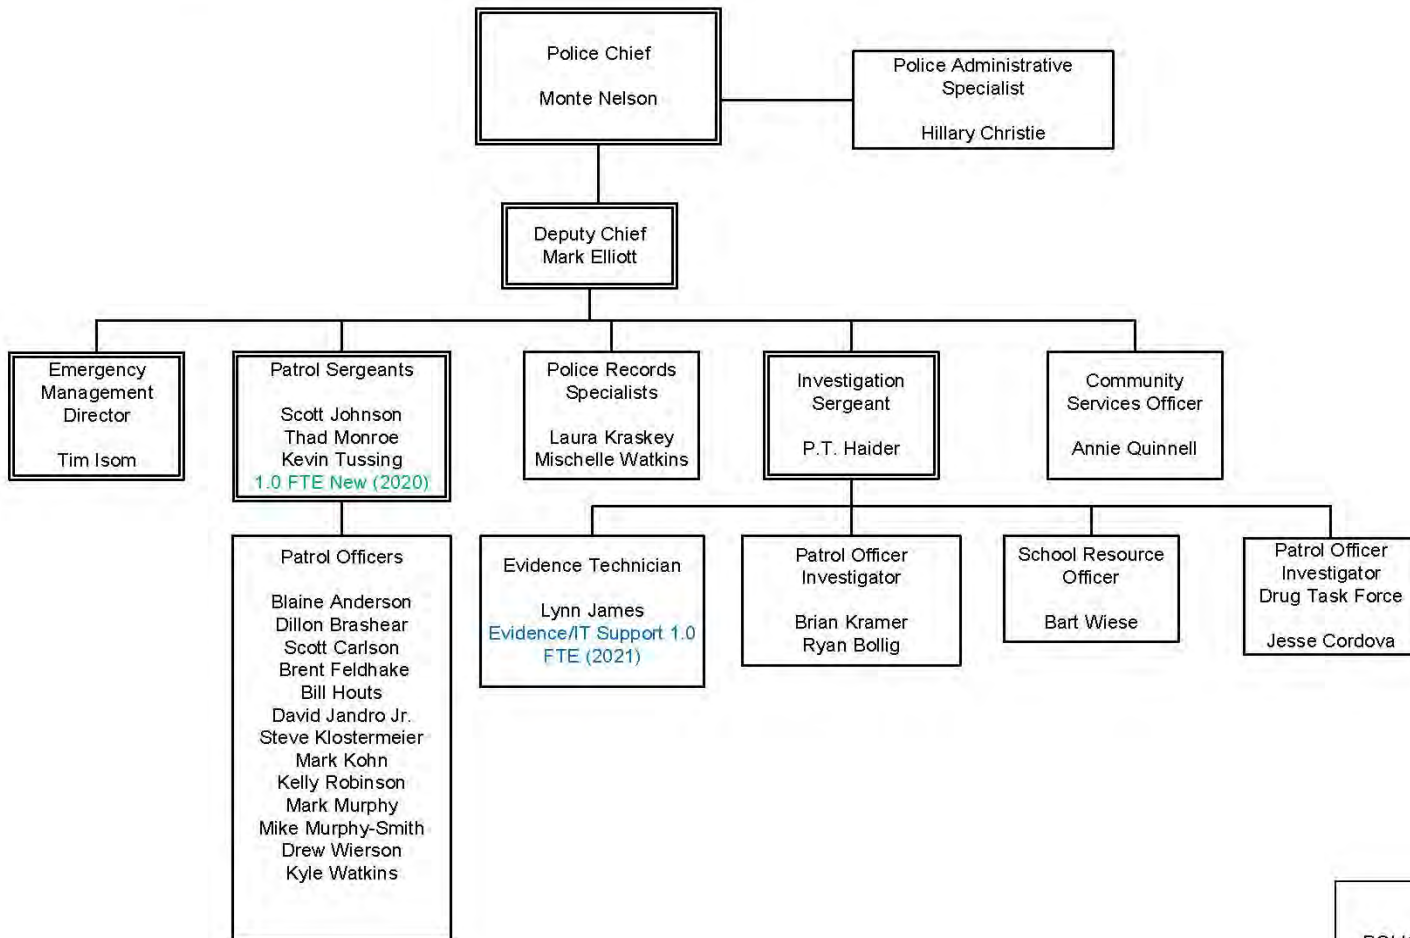 Police Chief
Monte Nelson
Police Administrative
Specialist
Hillary Christie
Deputy Chief
Mark Elliott
Emergency
Management
Director
Tim Isom
Patrol Sergeants
Scott Johnson
Thad Monroe
Kevin Tussing
1.0 FTE New (2020)
Police Records
Specialists
Laura Kraskey
Mischelle Watkins
Investigation
Sergeant
P.T. Haider
Community
Services Officer
Annie Quinnell
Patrol Officers
Blaine Anderson
Dillon Brashear
Scott Carlson
Brent Feldhake
Bill Houts
David Jandro Jr.
Steve Klostermeier
Mark Kohn
Kelly Robinson
Mark Murphy
Mike Murphy-Smith
Drew Wierson
Kyle Watkins
Evidence Technician
Lynn James
Evidence/IT Support 1.0
FTE (2021)
Patrol Officer
Investigator
Brian Kramer
Ryan Bollig
School Resource
Officer
Bart Wiese
Patrol Officer
Investigator
Drug Task Force
Jesse Cordova